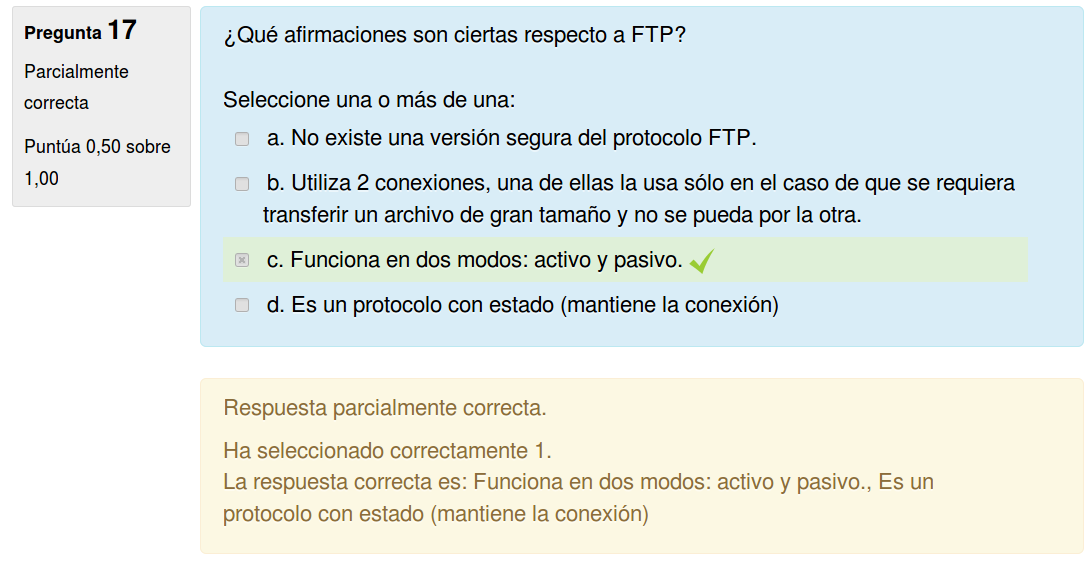 Pregunta 17
Parcialmente
correcta
Puntúa 0,50 sobre
1,00
¿Qué afirmaciones son ciertas respecto a FTP?
Seleccione una o más de una:
a. No existe una versión segura del protocolo FTP.
b. Utiliza 2 conexiones, una de ellas la usa sólo en el caso de que se requiera
transferir un archivo de gran tamaño y no se pueda por la otra.
c. Funciona en dos modos: activo y pasivo.
d. Es un protocolo con estado (mantiene la conexión)
Respuesta parcialmente correcta.
Ha seleccionado correctamente 1.
La respuesta correcta es: Funciona en dos modos: activo y pasivo., Es un
protocolo con estado (mantiene la conexión)